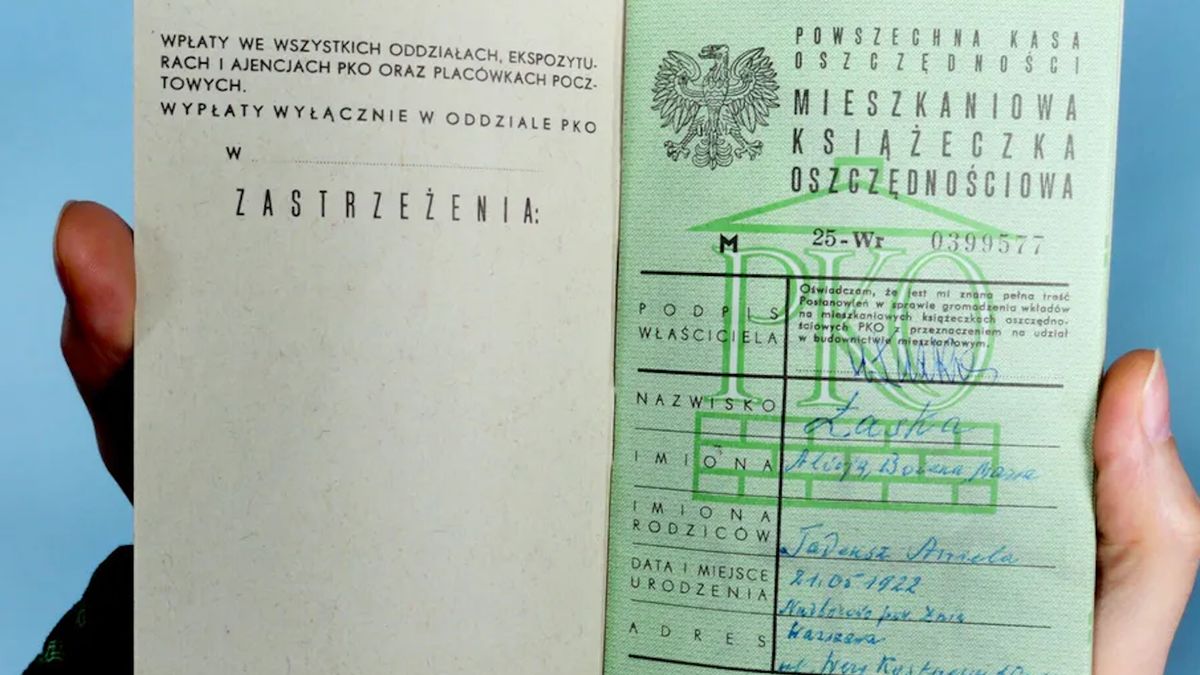 WPŁATY WE WSZYSTKICH ODDZIAŁACH, EKSPOZYTU-
RACH I AJENCJACH PKO ORAZ PLACÓWKACH POCZ-
TOWYCH.
WYPŁATY WYŁĄCZNIE W ODDZIALE PKO
W
ZASTRZEŻENIA:
POWSZECHNA KASA
OSZCZĘDNOŚCI
MIESZKANIOWA
KSIĄŻECZKA
OSZCZĘDNOŚCIOWA
M 25-Wr 0399577
PKO
PODPIS
WŁAŚCICIELA
Oświadczam, że jest mi znana pełna treść
Postanowień w sprawie gromadzenia wkładów
na mieszkaniowych książeczkach oszczędno-
ściowych PKO z przeznaczeniem na udział
w budownictwie mieszkaniowym.
NAZWISKO Łaska
IMIONA Alicja, Bożena Maria
IMIONA
RODZICÓW Tadeusz Aniela
DATA I MIEJSCE
URODZENIA
21.05 1922
ADRES Warszawa
ul.